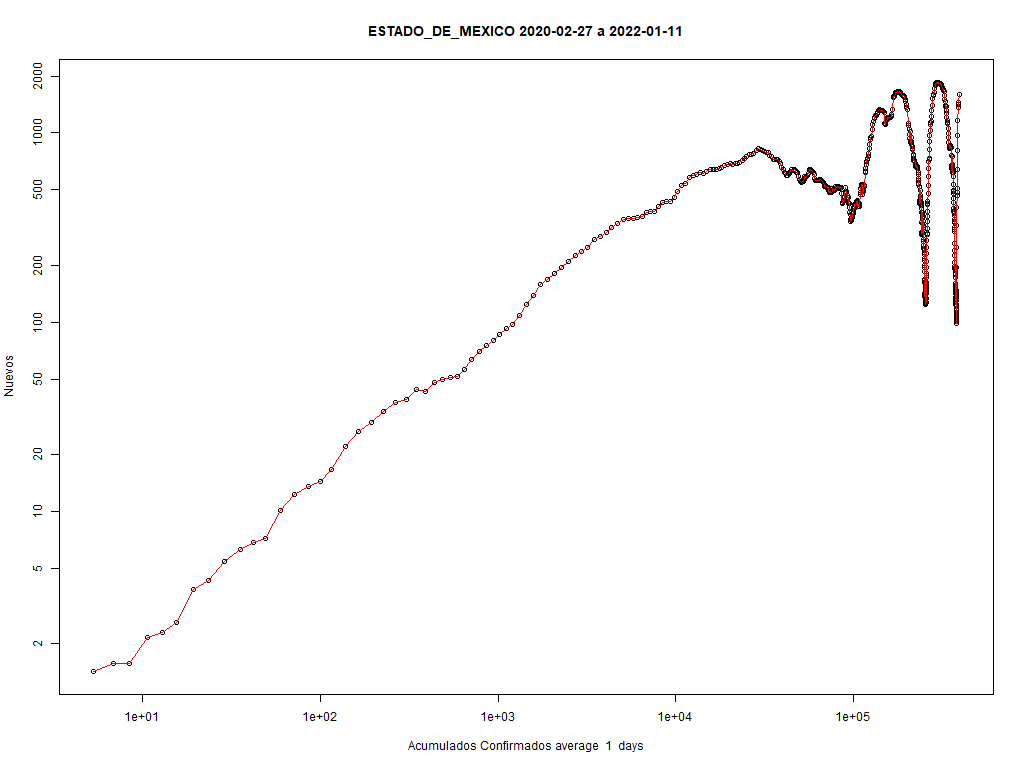 ESTADO_DE_MEXICO 2020-02-27 a 2022-01-11
2000
1000
500
200
100
50
20
10
5
2
Nuevos
1e+01 1e+02 1e+03 1e+04 1e+05
Acumulados Confirmados average 1 days